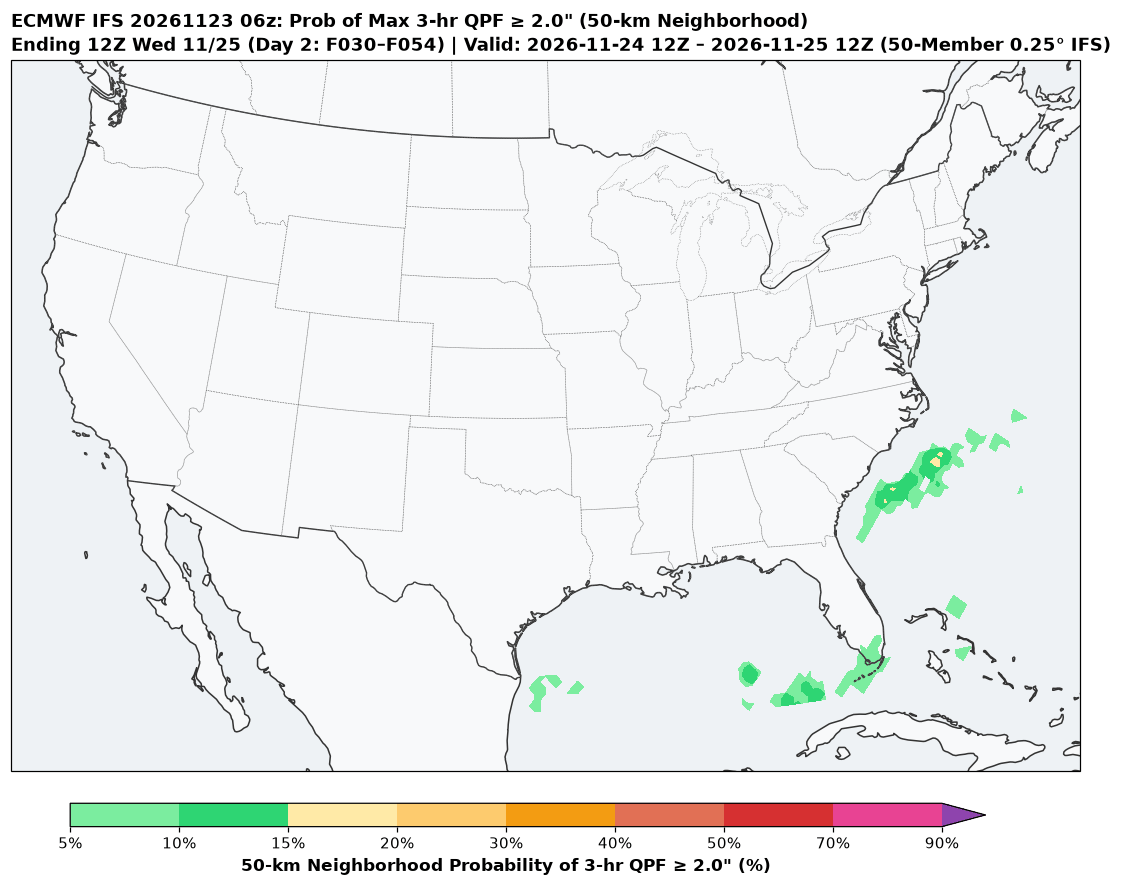 ECMWF IFS 20261123 06z: Prob of Max 3-hr QPF ≥ 2.0" (50-km Neighborhood)
Ending 12Z Wed 11/25 (Day 2: F030–F054) | Valid: 2026-11-24 12Z – 2026-11-25 12Z (50-Member 0.25° IFS)
5% 10% 15% 20% 30% 40% 50% 70% 90%
50-km Neighborhood Probability of 3-hr QPF ≥ 2.0" (%)